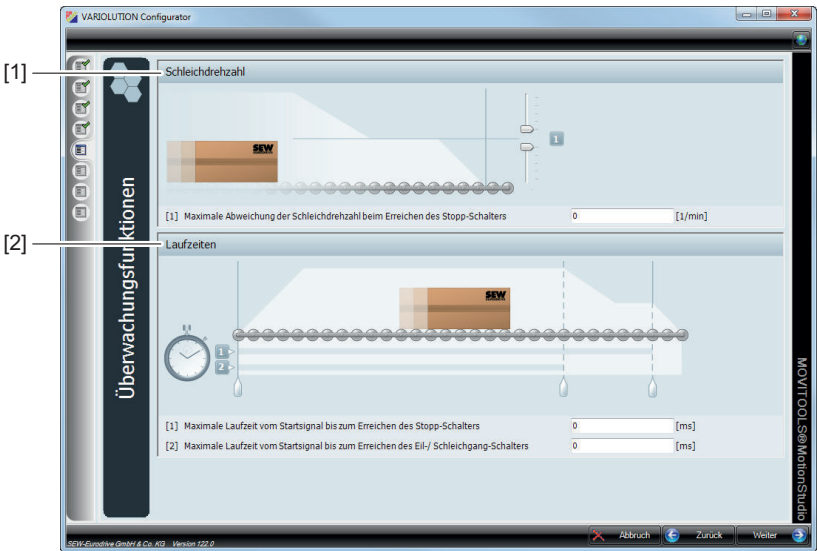 VARIOLUTION Configurator
[1]
Schleichdrehzahl
SEW
1
[1] Maximale Abweichung der Schleichdrehzahl beim Erreichen des Stopp-Schalters 0 [1/min]
Überwachungsfunktionen
[2]
Laufzeiten
SEW
1
2
[1] Maximale Laufzeit vom Startsignal bis zum Erreichen des Stopp-Schalters 0 [ms]
[2] Maximale Laufzeit vom Startsignal bis zum Erreichen des Eil-/ Schleichgang-Schalters 0 [ms]
MOVITOOLS® MotionStudio
SEW-Eurodrive GmbH & Co. KG Version 122.0
Abbruch
Zurück
Weiter